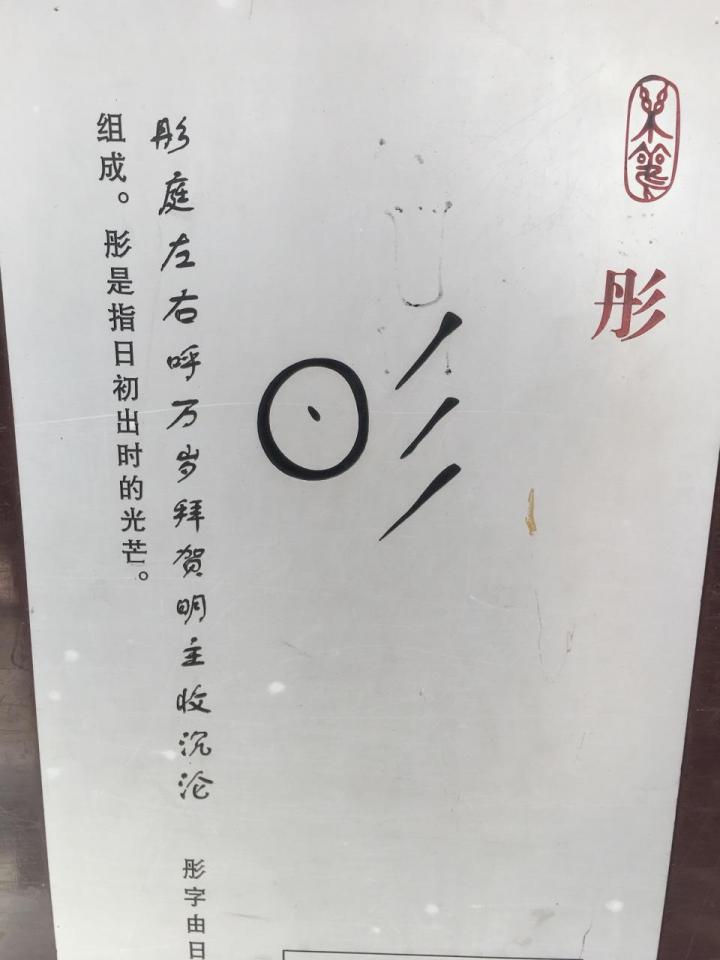 彤
彤庭左右呼万岁拜贺明主收沉沦
彤字由日
组成。彤是指日初出时的光芒。